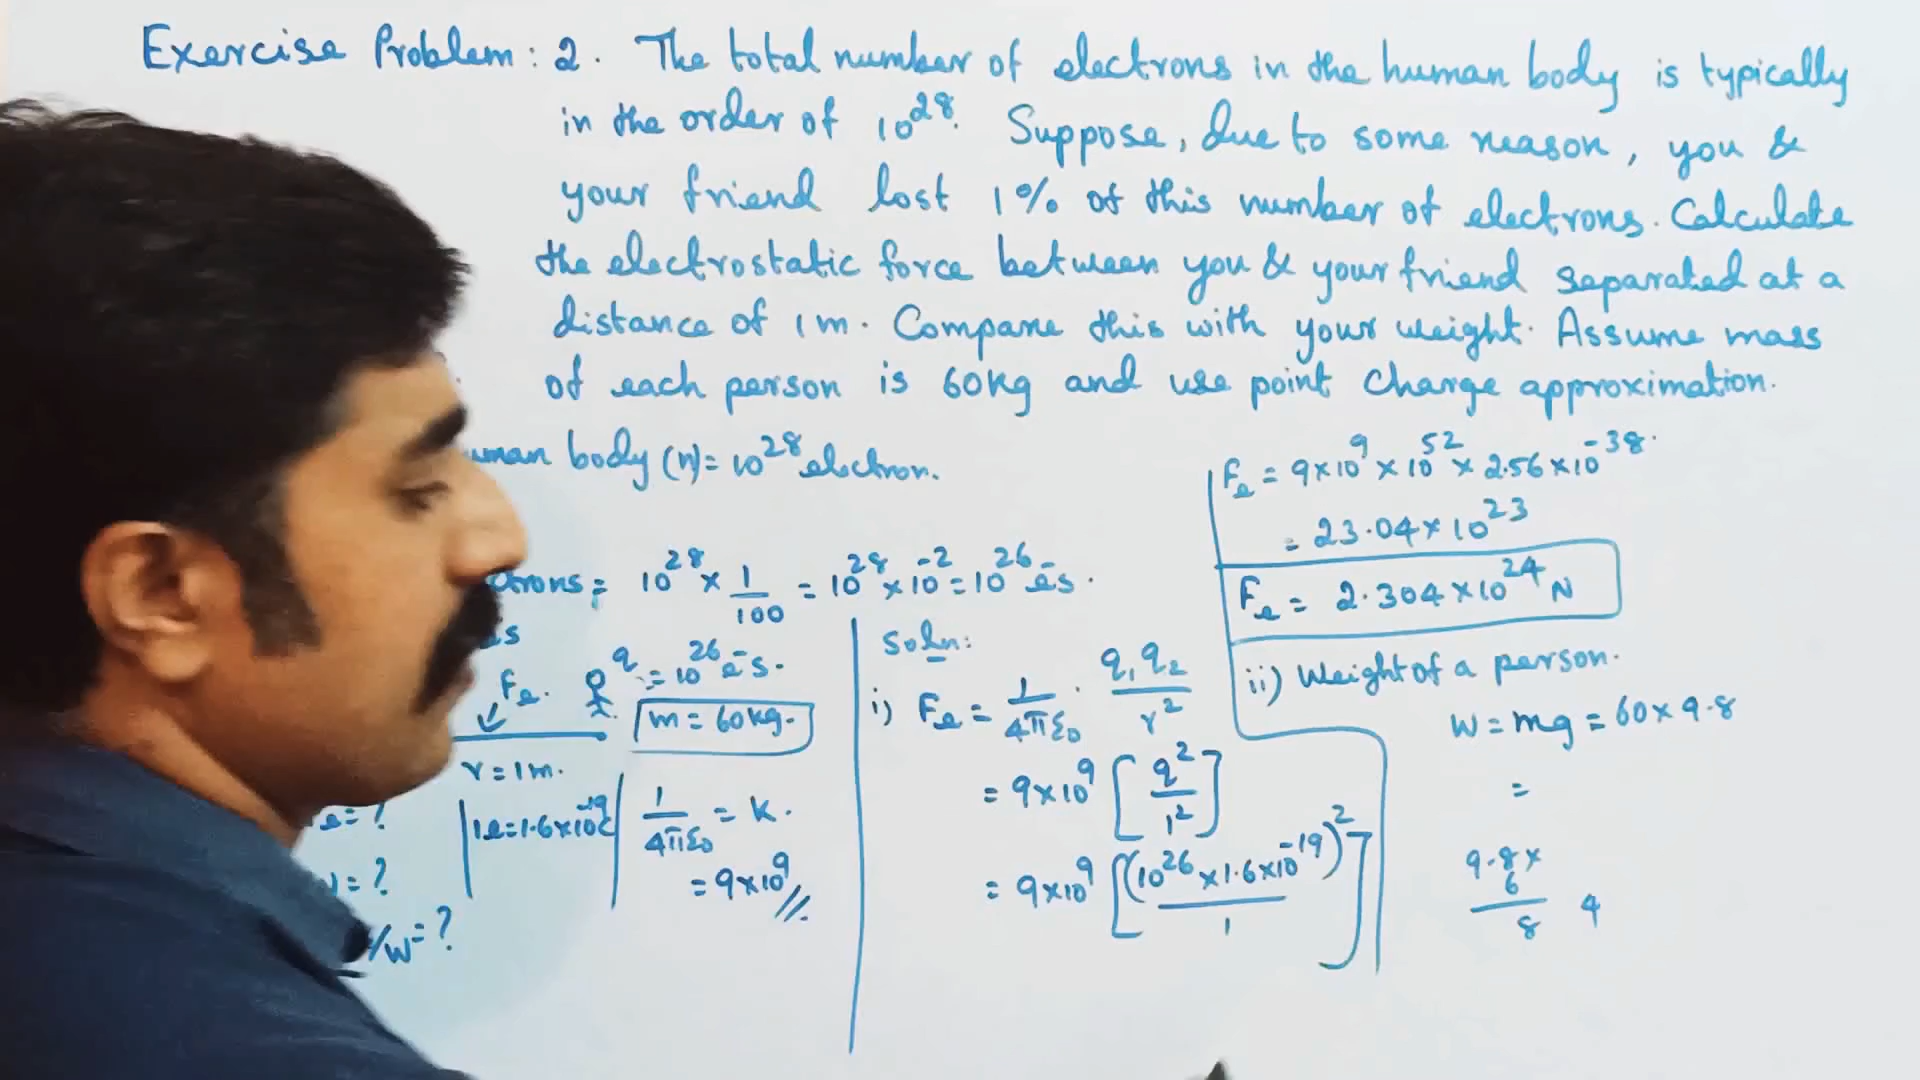 Exercise Problem: 2. The total number of electrons in the human body is typically
in the order of 10^28. Suppose, due to some reason, you &
your friend lost 1% of this number of electrons. Calculate
the electrostatic force between you & your friend separated at a
distance of 1m. Compare this with your weight. Assume mass
of each person is 60kg and use point charge approximation.
body (n) = 10^28 electron.
= 10^28 × 1/100 = 10^28 × 10^-2 = 10^26 e^-s.
Fe.
q = 10^26 e^-s.
m = 60kg.
r = 1m.
= ?
1e = 1.6×10^-19 C
1/4πε0 = K.
= 9×10^9 //
= ?
/W = ?
Soln:
i) Fe = 1/4πε0 . q1 q2/r^2
= 9×10^9 [q^2/1^2]
= 9×10^9 [(10^26 × 1.6×10^-19)^2/1]
Fe = 9×10^9 × 10^52 × 2.56×10^-38.
= 23.04×10^23
Fe = 2.304×10^24 N
ii) Weight of a person.
W = mg = 60×9.8
=
9.8×
6
8 4